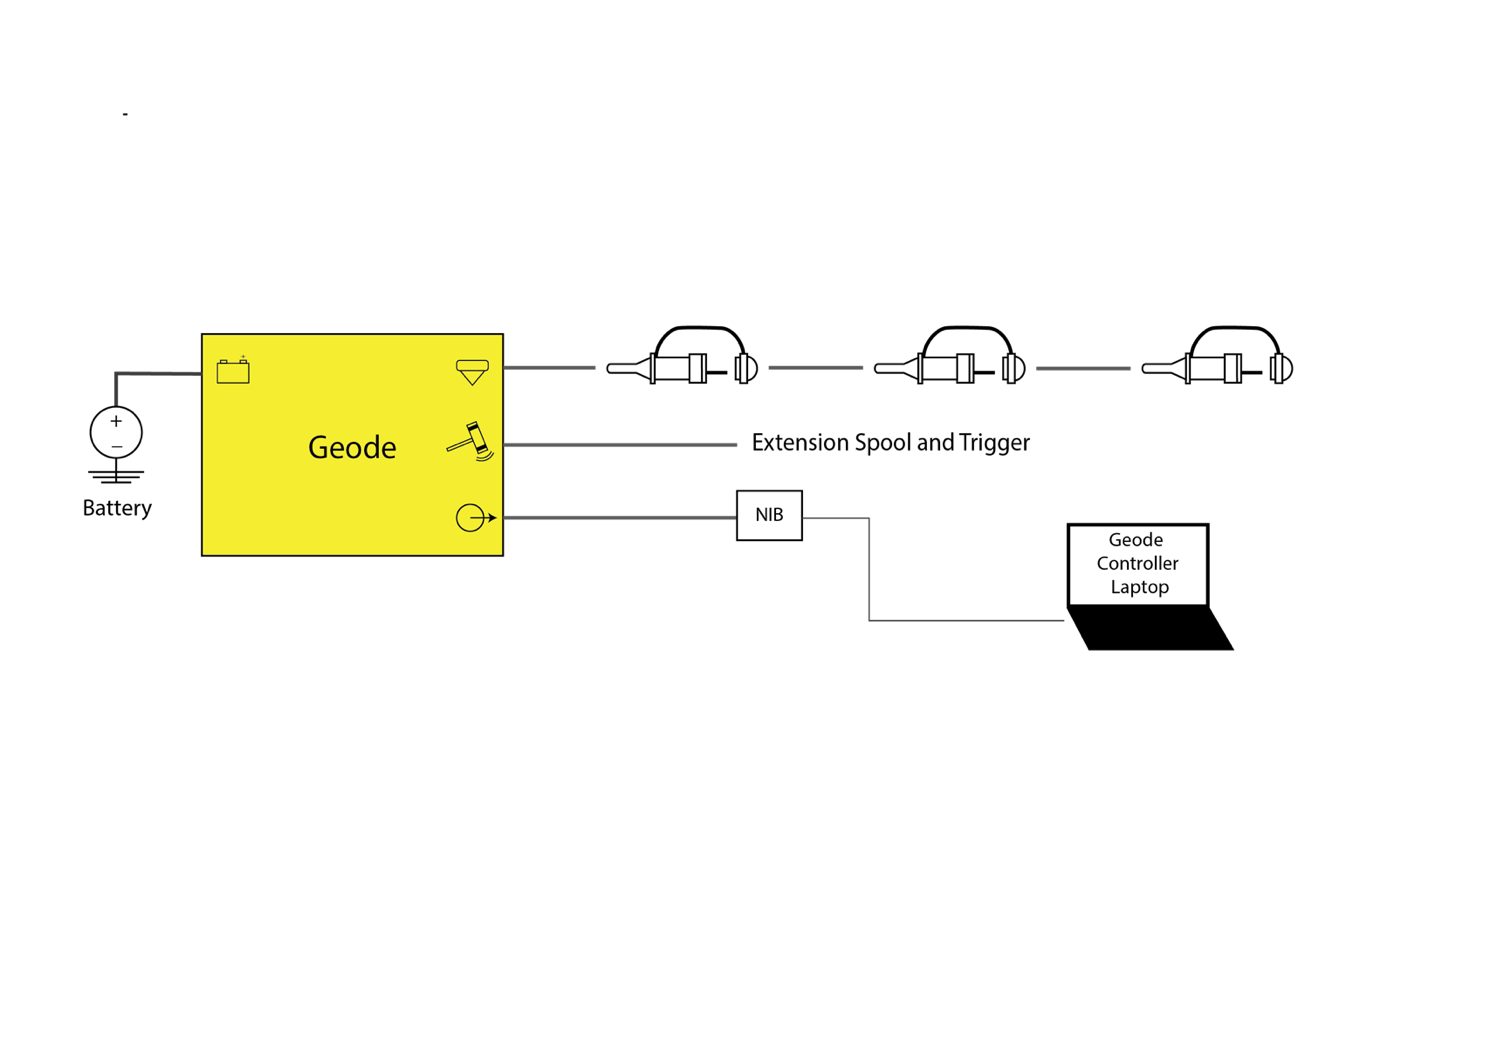 -
Geode
Battery
Extension Spool and Trigger
NIB
Geode
Controller
Laptop